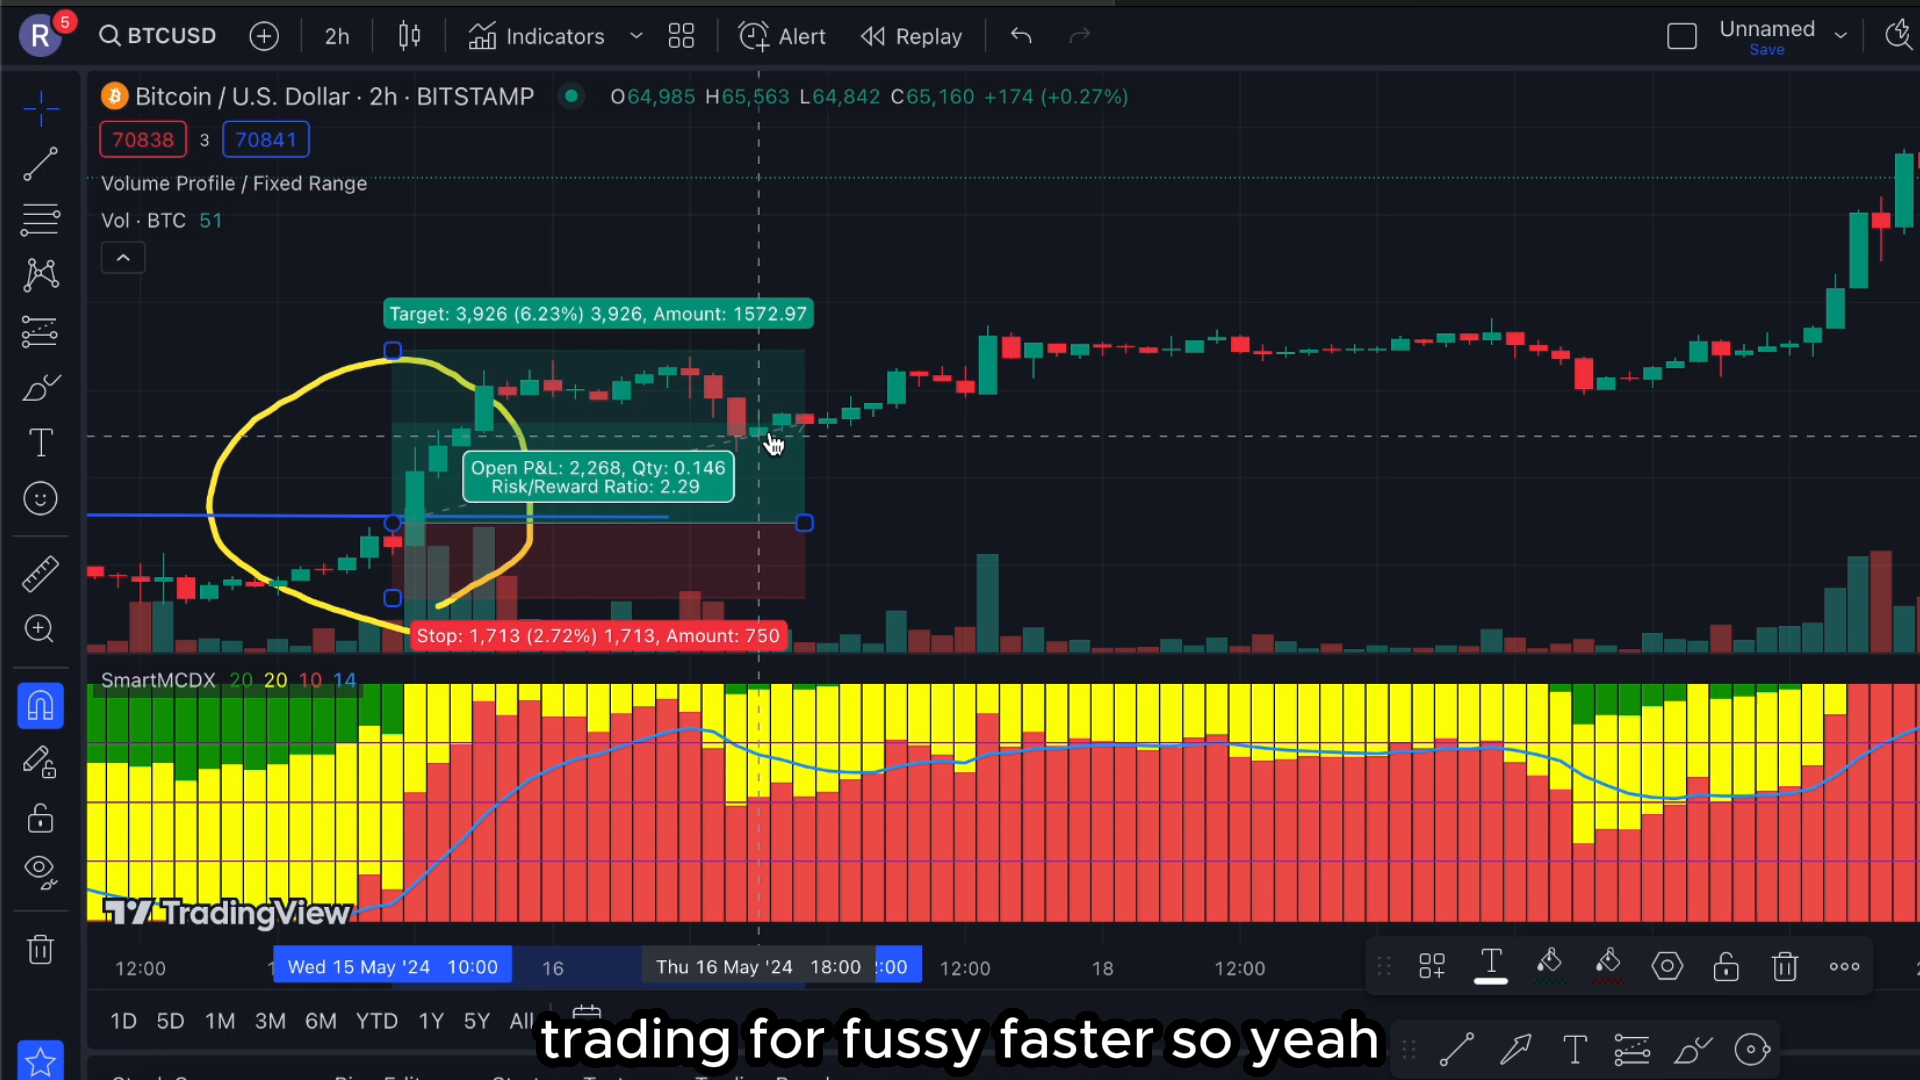 R 5 BTCUSD 2h Indicators Alert Replay Unnamed
Save
Bitcoin / U.S. Dollar · 2h · BITSTAMP O64,985 H65,563 L64,842 C65,160 +174 (+0.27%)
70838 3 70841
Volume Profile / Fixed Range
Vol · BTC 51
Target: 3,926 (6.23%) 3,926, Amount: 1572.97
Open P&L: 2,268, Qty: 0.146
Risk/Reward Ratio: 2.29
Stop: 1,713 (2.72%) 1,713, Amount: 750
SmartMCDX 20 20 10 14
TradingView
12:00 Wed 15 May '24 10:00 16 Thu 16 May '24 18:00 :00 12:00 18 12:00
1D 5D 1M 3M 6M YTD 1Y 5Y All
trading for fussy faster so yeah